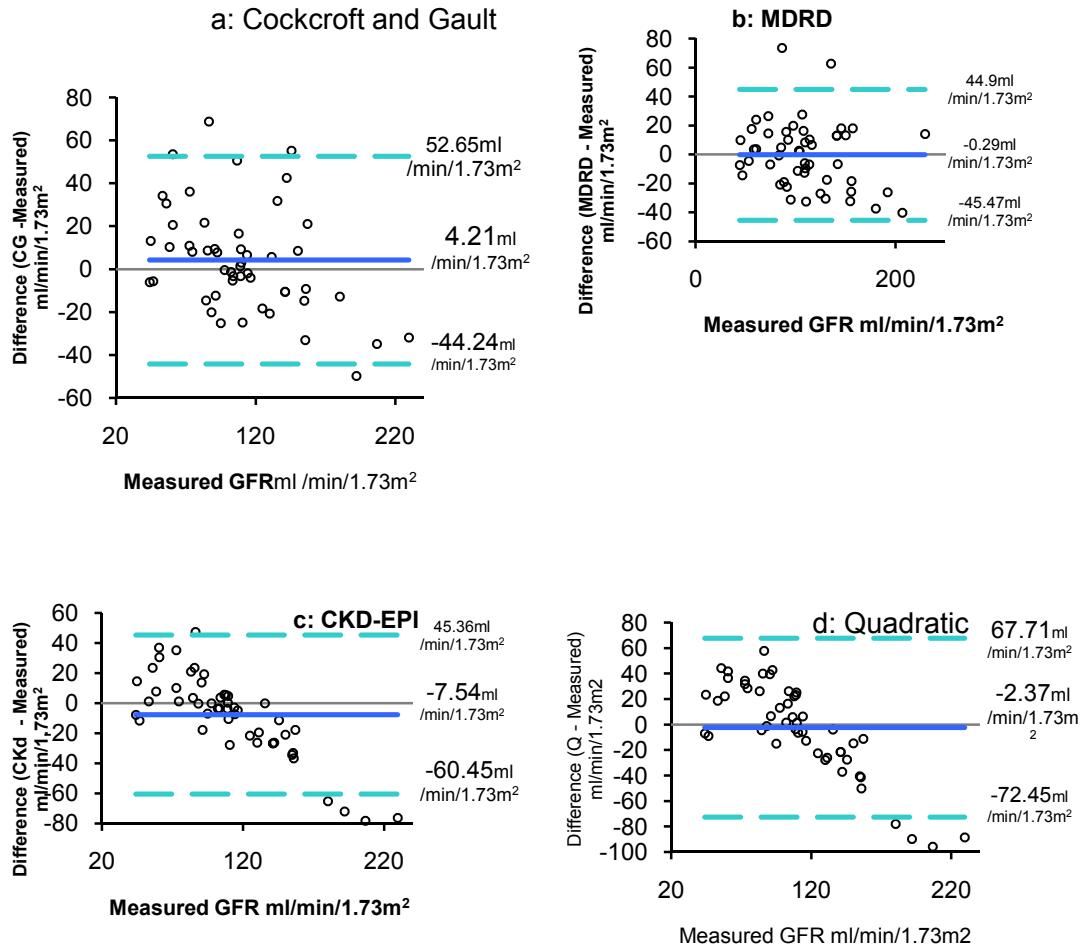 a: Cockcroft and Gault
Difference (CG -Measured)
ml/min/1.73m²
80
60
40
20
0
-20
-40
-60
20
120
220
52.65ml
/min/1.73m²
4.21ml
/min/1.73m²
-44.24ml
/min/1.73m²
Measured GFRml /min/1.73m²
b: MDRD
Difference (MDRD - Measured)
ml/min/1.73m²
80
60
40
20
0
-20
-40
-60
0
200
44.9ml
/min/1.73m²
-0.29ml
/min/1.73m²
-45.47ml
/min/1.73m²
Measured GFR ml/min/1.73m²
c: CKD-EPI
Difference (CKd - Measured)
ml/min/1.73m²
60
40
20
0
-20
-40
-60
-80
20
120
220
45.36ml
/min/1.73m²
-7.54ml
/min/1.73m²
-60.45ml
/min/1.73m²
Measured GFR ml/min/1.73m²
d: Quadratic
Difference (Q - Measured)
ml/min/1.73m2
80
60
40
20
0
-20
-40
-60
-80
-100
20
120
220
67.71ml
/min/1.73m²
-2.37ml
/min/1.73m
2
-72.45ml
/min/1.73m²
Measured GFR ml/min/1.73m2